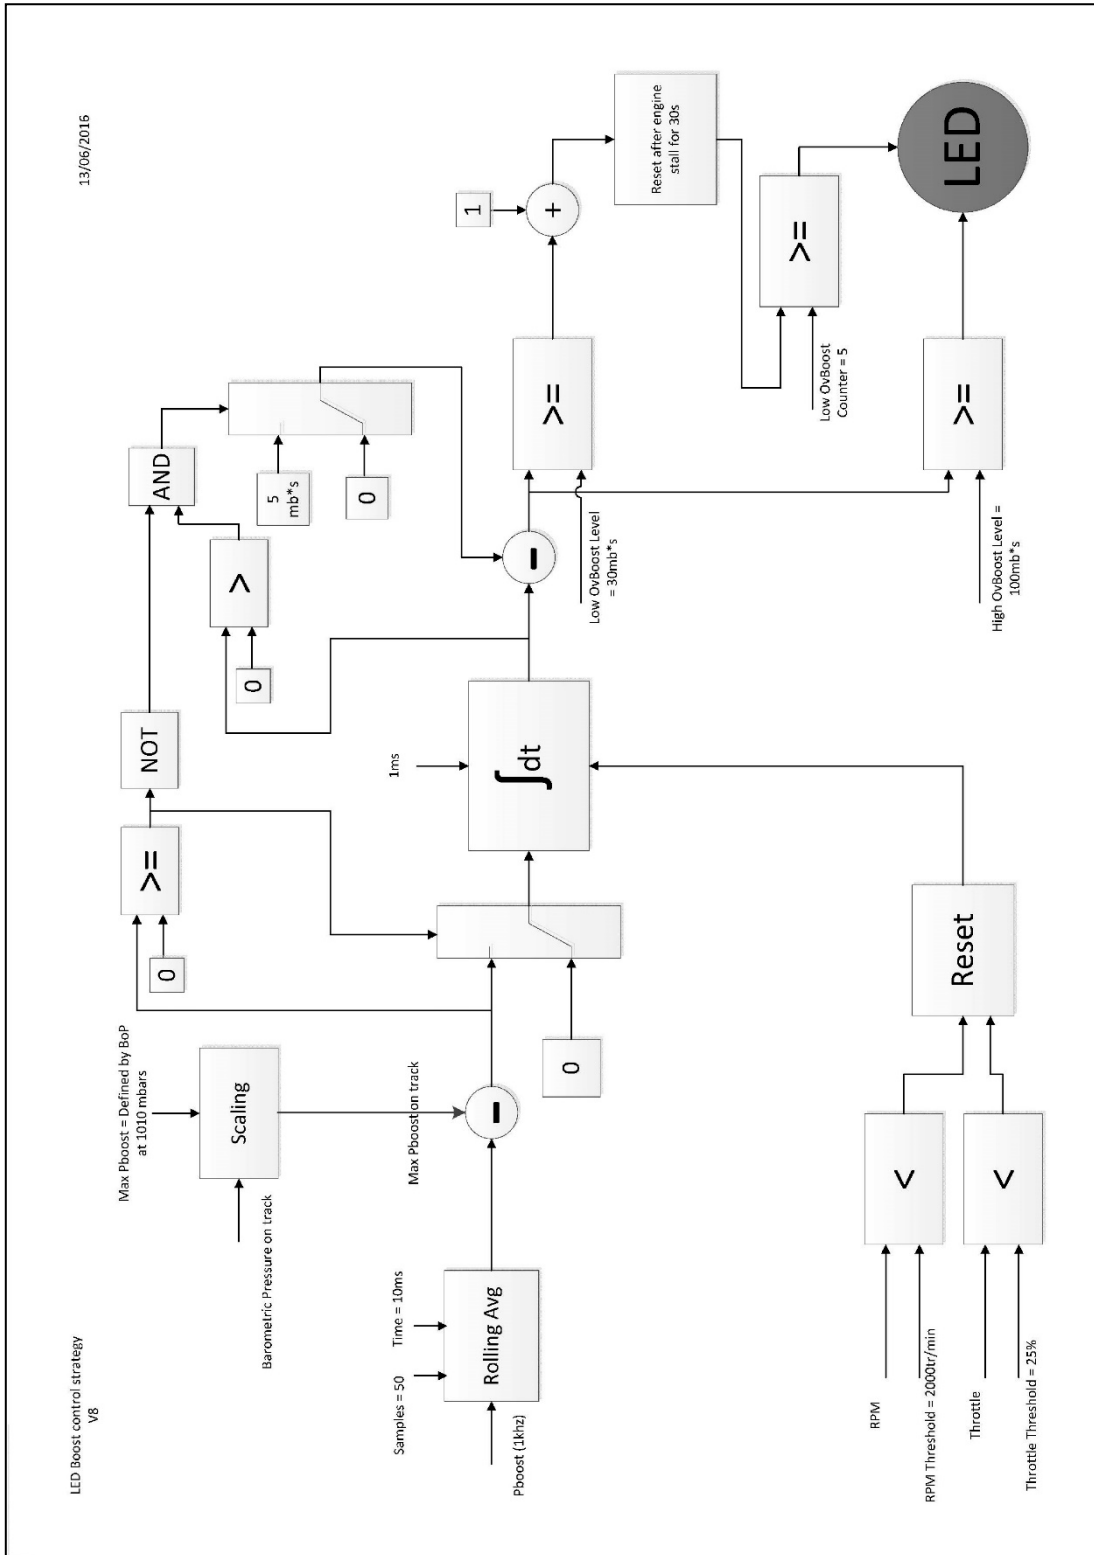 LED Boost control strategy
V8
13/06/2016
Max Pboost = Defined by BoP
at 1010 mbars
Scaling
Barometric Pressure on track
>=
0
NOT
AND
>
0
5
mb*s
0
Samples = 50
Time = 10ms
Rolling Avg
Pboost (1khz)
Max Pbooston track
-
0
1ms
∫dt
-
1
+
>=
Low OvBoost Level
= 30mb*s
Reset after engine
stall for 30s
>=
Low OvBoost
Counter = 5
RPM
<
RPM Threshold = 2000tr/min
Throttle
<
Throttle Threshold = 25%
Reset
>=
High OvBoost Level =
100mb*s
LED